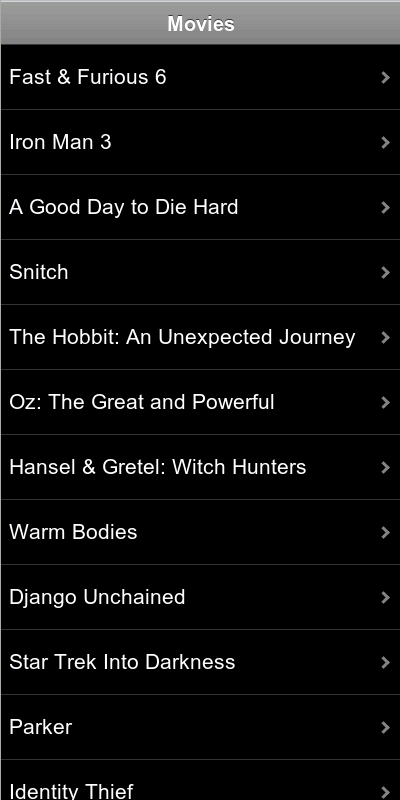 Movies
Fast & Furious 6
Iron Man 3
A Good Day to Die Hard
Snitch
The Hobbit: An Unexpected Journey
Oz: The Great and Powerful
Hansel & Gretel: Witch Hunters
Warm Bodies
Django Unchained
Star Trek Into Darkness
Parker
Identity Thief